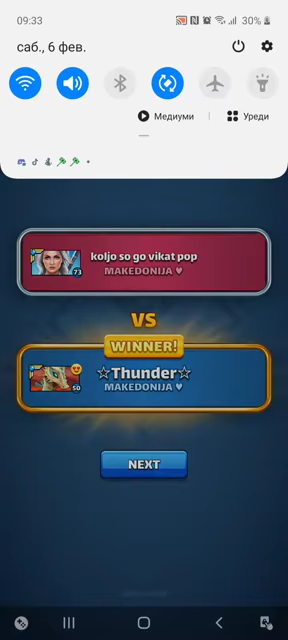 09:33
30%
саб., 6 фев.
Медиуми
Уреди
73
koljo so go vikat pop
MAKEDONIJA ♥
VS
WINNER!
50
☆Thunder☆
MAKEDONIJA ♥
NEXT